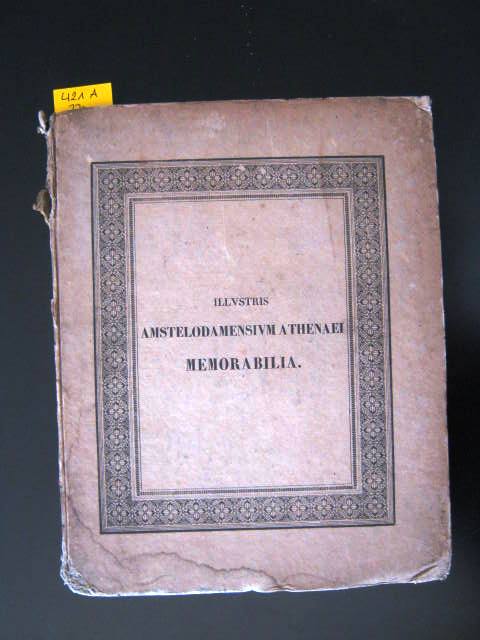 421 A
ILLVSTRIS
AMSTELODAMENSIVM ATHENAEI
MEMORABILIA.